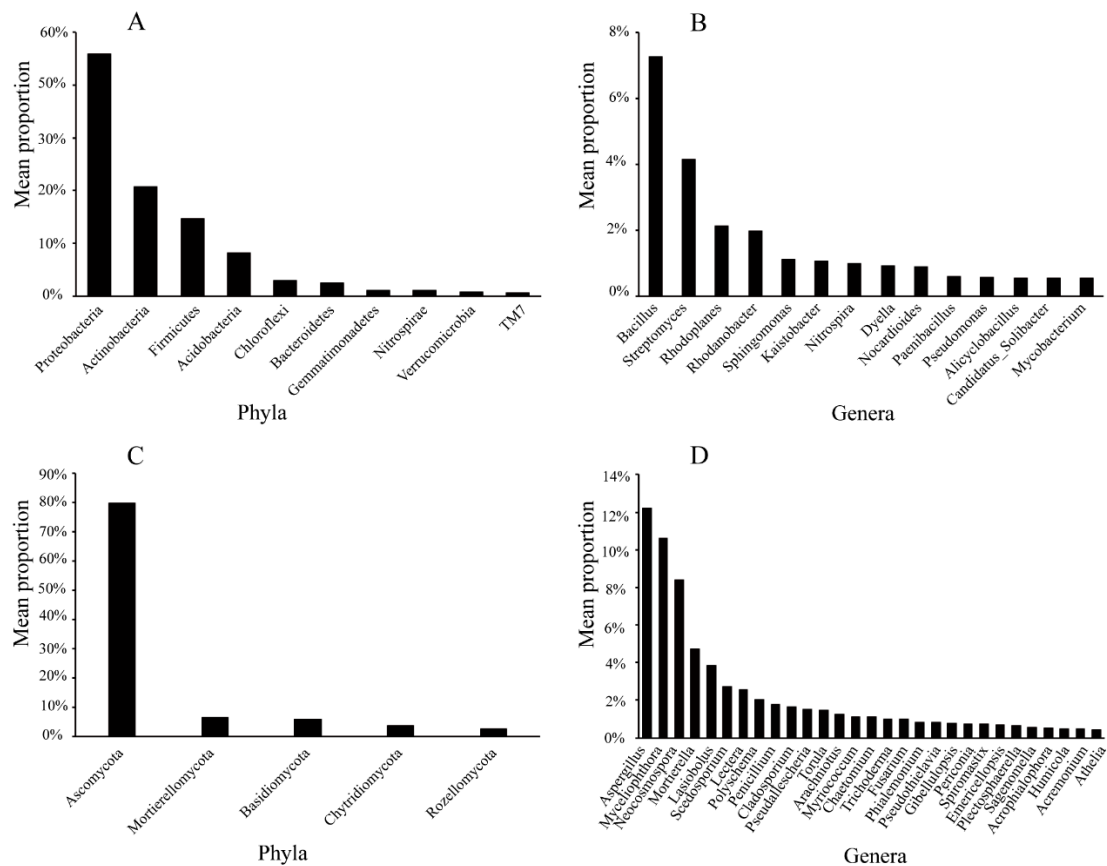 A
60%
50%
30%
20%
10%
0%
Mean proportion
Proteobacteria
Actinobacteria
Firmicutes
Acidobacteria
Chloroflexi
Bacteroidetes
Gemmatimonadetes
Nitrospirae
Verrucomicrobia
TM7
Phyla
B
8%
6%
4%
2%
0%
Mean proportion
Bacillus
Streptomyces
Rhodoplanes
Rhodanobacter
Sphingomonas
Kaistobacter
Nitrospira
Dyella
Nocardioides
Paenibacillus
Pseudomonas
Alicyclobacillus
Candidatus_Solibacter
Mycobacterium
Genera
C
90%
80%
70%
60%
50%
40%
30%
20%
10%
0%
Mean proportion
Ascomycota
Mortierellomycota
Basidiomycota
Chytridiomycota
Rozellomycota
Phyla
D
14%
12%
10%
8%
6%
4%
2%
0%
Mean proportion
Aspergillus
Myceliophthora
Neocosmospora
Mortierella
Lasiobolus
Scedosporium
Lectera
Polyschema
Penicillium
Cladosporium
Pseudallescheria
Torula
Arachniotus
Myriococcum
Chaetomium
Trichoderma
Fusarium
Phialemonium
Pseudothielavia
Gibellulopsis
Periconia
Spiromastix
Emericellopsis
Plectosphaerella
Sagenomella
Acrophialophora
Humicola
Acremonium
Athelia
Genera